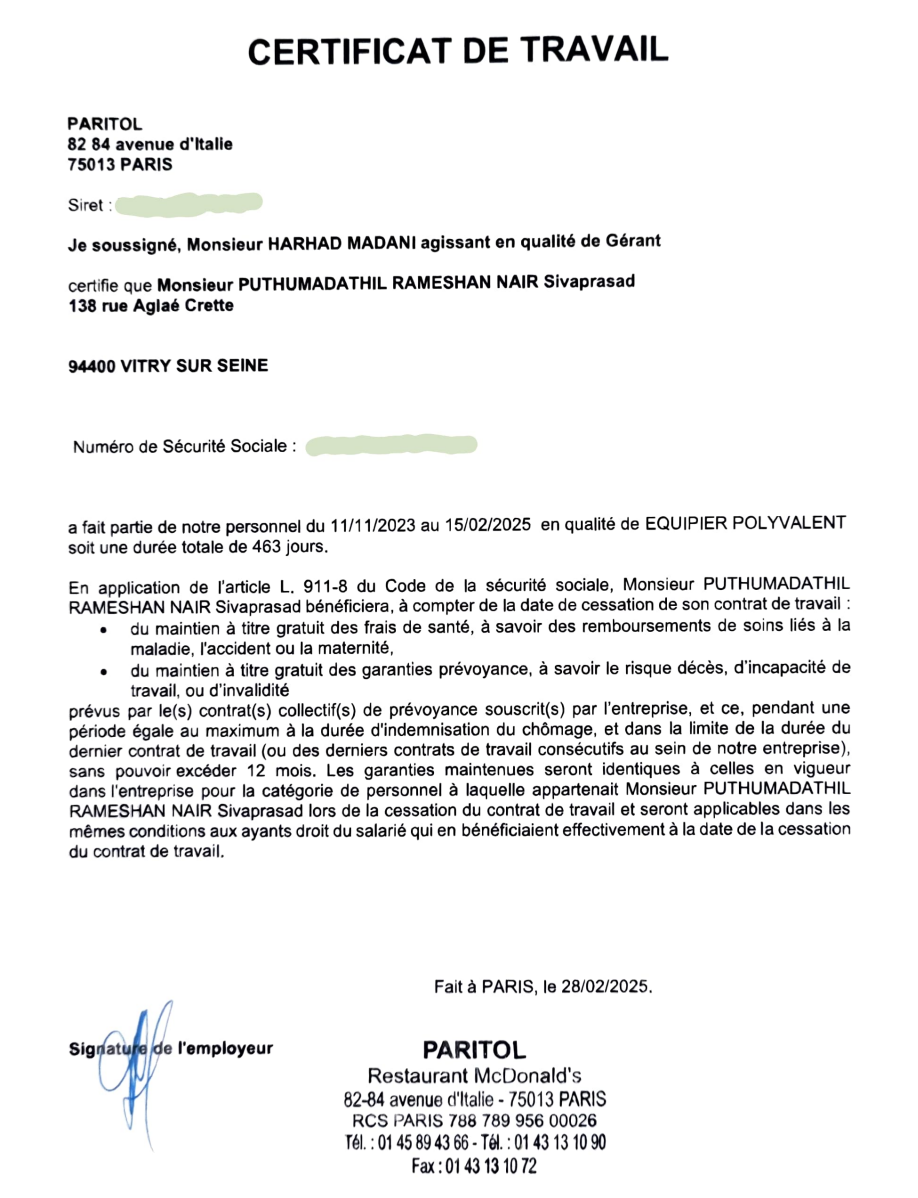 CERTIFICAT DE TRAVAIL
PARITOL
82 84 avenue d'Italie
75013 PARIS
Siret :
Je soussigné, Monsieur HARHAD MADANI agissant en qualité de Gérant
certifie que Monsieur PUTHUMADATHIL RAMESHAN NAIR Sivaprasad
138 rue Aglaé Crette
94400 VITRY SUR SEINE
Numéro de Sécurité Sociale :
a fait partie de notre personnel du 11/11/2023 au 15/02/2025 en qualité de EQUIPIER POLYVALENT
soit une durée totale de 463 jours.
En application de l'article L. 911-8 du Code de la sécurité sociale, Monsieur PUTHUMADATHIL
RAMESHAN NAIR Sivaprasad bénéficiera, à compter de la date de cessation de son contrat de travail :
• du maintien à titre gratuit des frais de santé, à savoir des remboursements de soins liés à la
maladie, l'accident ou la maternité,
• du maintien à titre gratuit des garanties prévoyance, à savoir le risque décès, d'incapacité de
travail, ou d'invalidité
prévus par le(s) contrat(s) collectif(s) de prévoyance souscrit(s) par l'entreprise, et ce, pendant une
période égale au maximum à la durée d'indemnisation du chômage, et dans la limite de la durée du
dernier contrat de travail (ou des derniers contrats de travail consécutifs au sein de notre entreprise),
sans pouvoir excéder 12 mois. Les garanties maintenues seront identiques à celles en vigueur
dans l'entreprise pour la catégorie de personnel à laquelle appartenait Monsieur PUTHUMADATHIL
RAMESHAN NAIR Sivaprasad lors de la cessation du contrat de travail et seront applicables dans les
mêmes conditions aux ayants droit du salarié qui en bénéficiaient effectivement à la date de la cessation
du contrat de travail.
Fait à PARIS, le 28/02/2025.
Signature de l'employeur
PARITOL
Restaurant McDonald's
82-84 avenue d'Italie - 75013 PARIS
RCS PARIS 788 789 956 00026
Tél. : 01 45 89 43 66 - Tél. : 01 43 13 10 90
Fax : 01 43 13 10 72